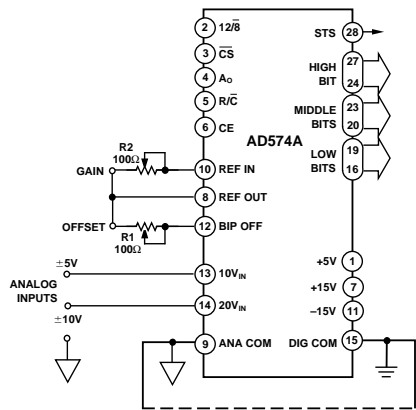 2 12/8̅
3 C̅S̅
4 A₀
5 R/C̅
6 CE
10 REF IN
8 REF OUT
12 BIP OFF
13 10VIN
14 20VIN
9 ANA COM
AD574A
STS 28
HIGH BIT 27 24
MIDDLE BITS 23 20
LOW BITS 19 16
+5V 1
+15V 7
–15V 11
DIG COM 15
R2
100Ω
GAIN
OFFSET
R1
100Ω
±5V
ANALOG
INPUTS
±10V